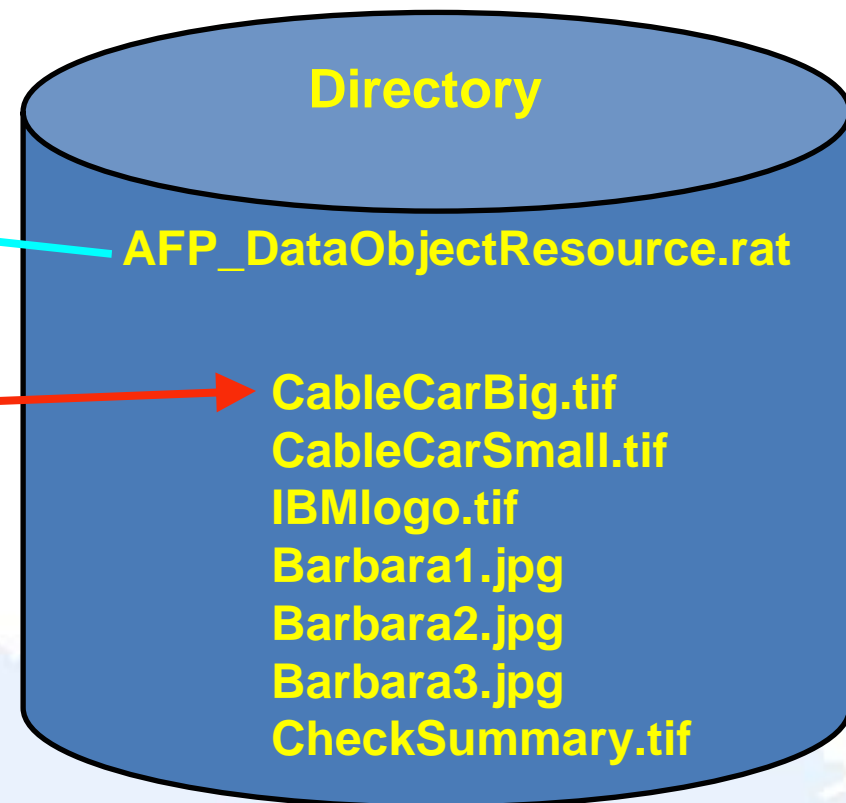 Directory
AFP_DataObjectResource.rat
CableCarBig.tif
CableCarSmall.tif
IBMlogo.tif
Barbara1.jpg
Barbara2.jpg
Barbara3.jpg
CheckSummary.tif